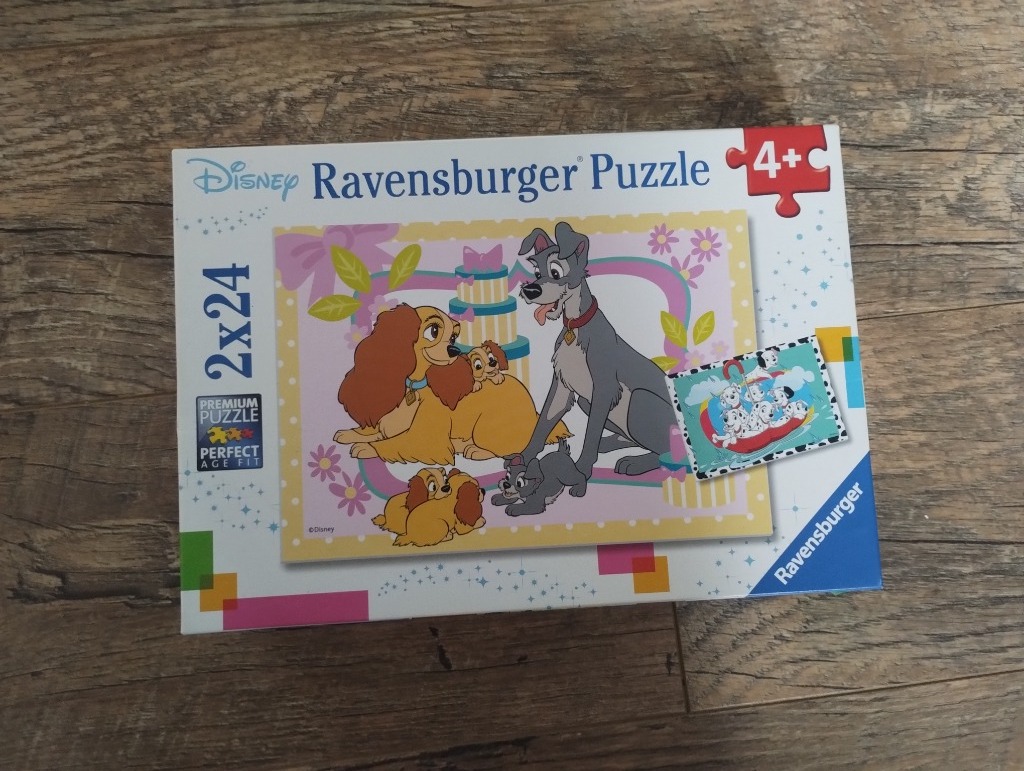 Disney
Ravensburger® Puzzle
4+
2x24
PREMIUM
PUZZLE
PERFECT
AGE FIT
©Disney
Ravensburger